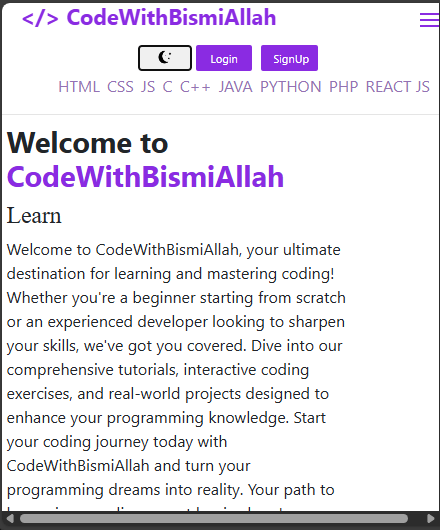 </> CodeWithBismiAllah
Login SignUp
HTML CSS JS C C++ JAVA PYTHON PHP REACT JS
Welcome to
CodeWithBismiAllah
Learn
Welcome to CodeWithBismiAllah, your ultimate
destination for learning and mastering coding!
Whether you're a beginner starting from scratch
or an experienced developer looking to sharpen
your skills, we've got you covered. Dive into our
comprehensive tutorials, interactive coding
exercises, and real-world projects designed to
enhance your programming knowledge. Start
your coding journey today with
CodeWithBismiAllah and turn your
programming dreams into reality. Your path to